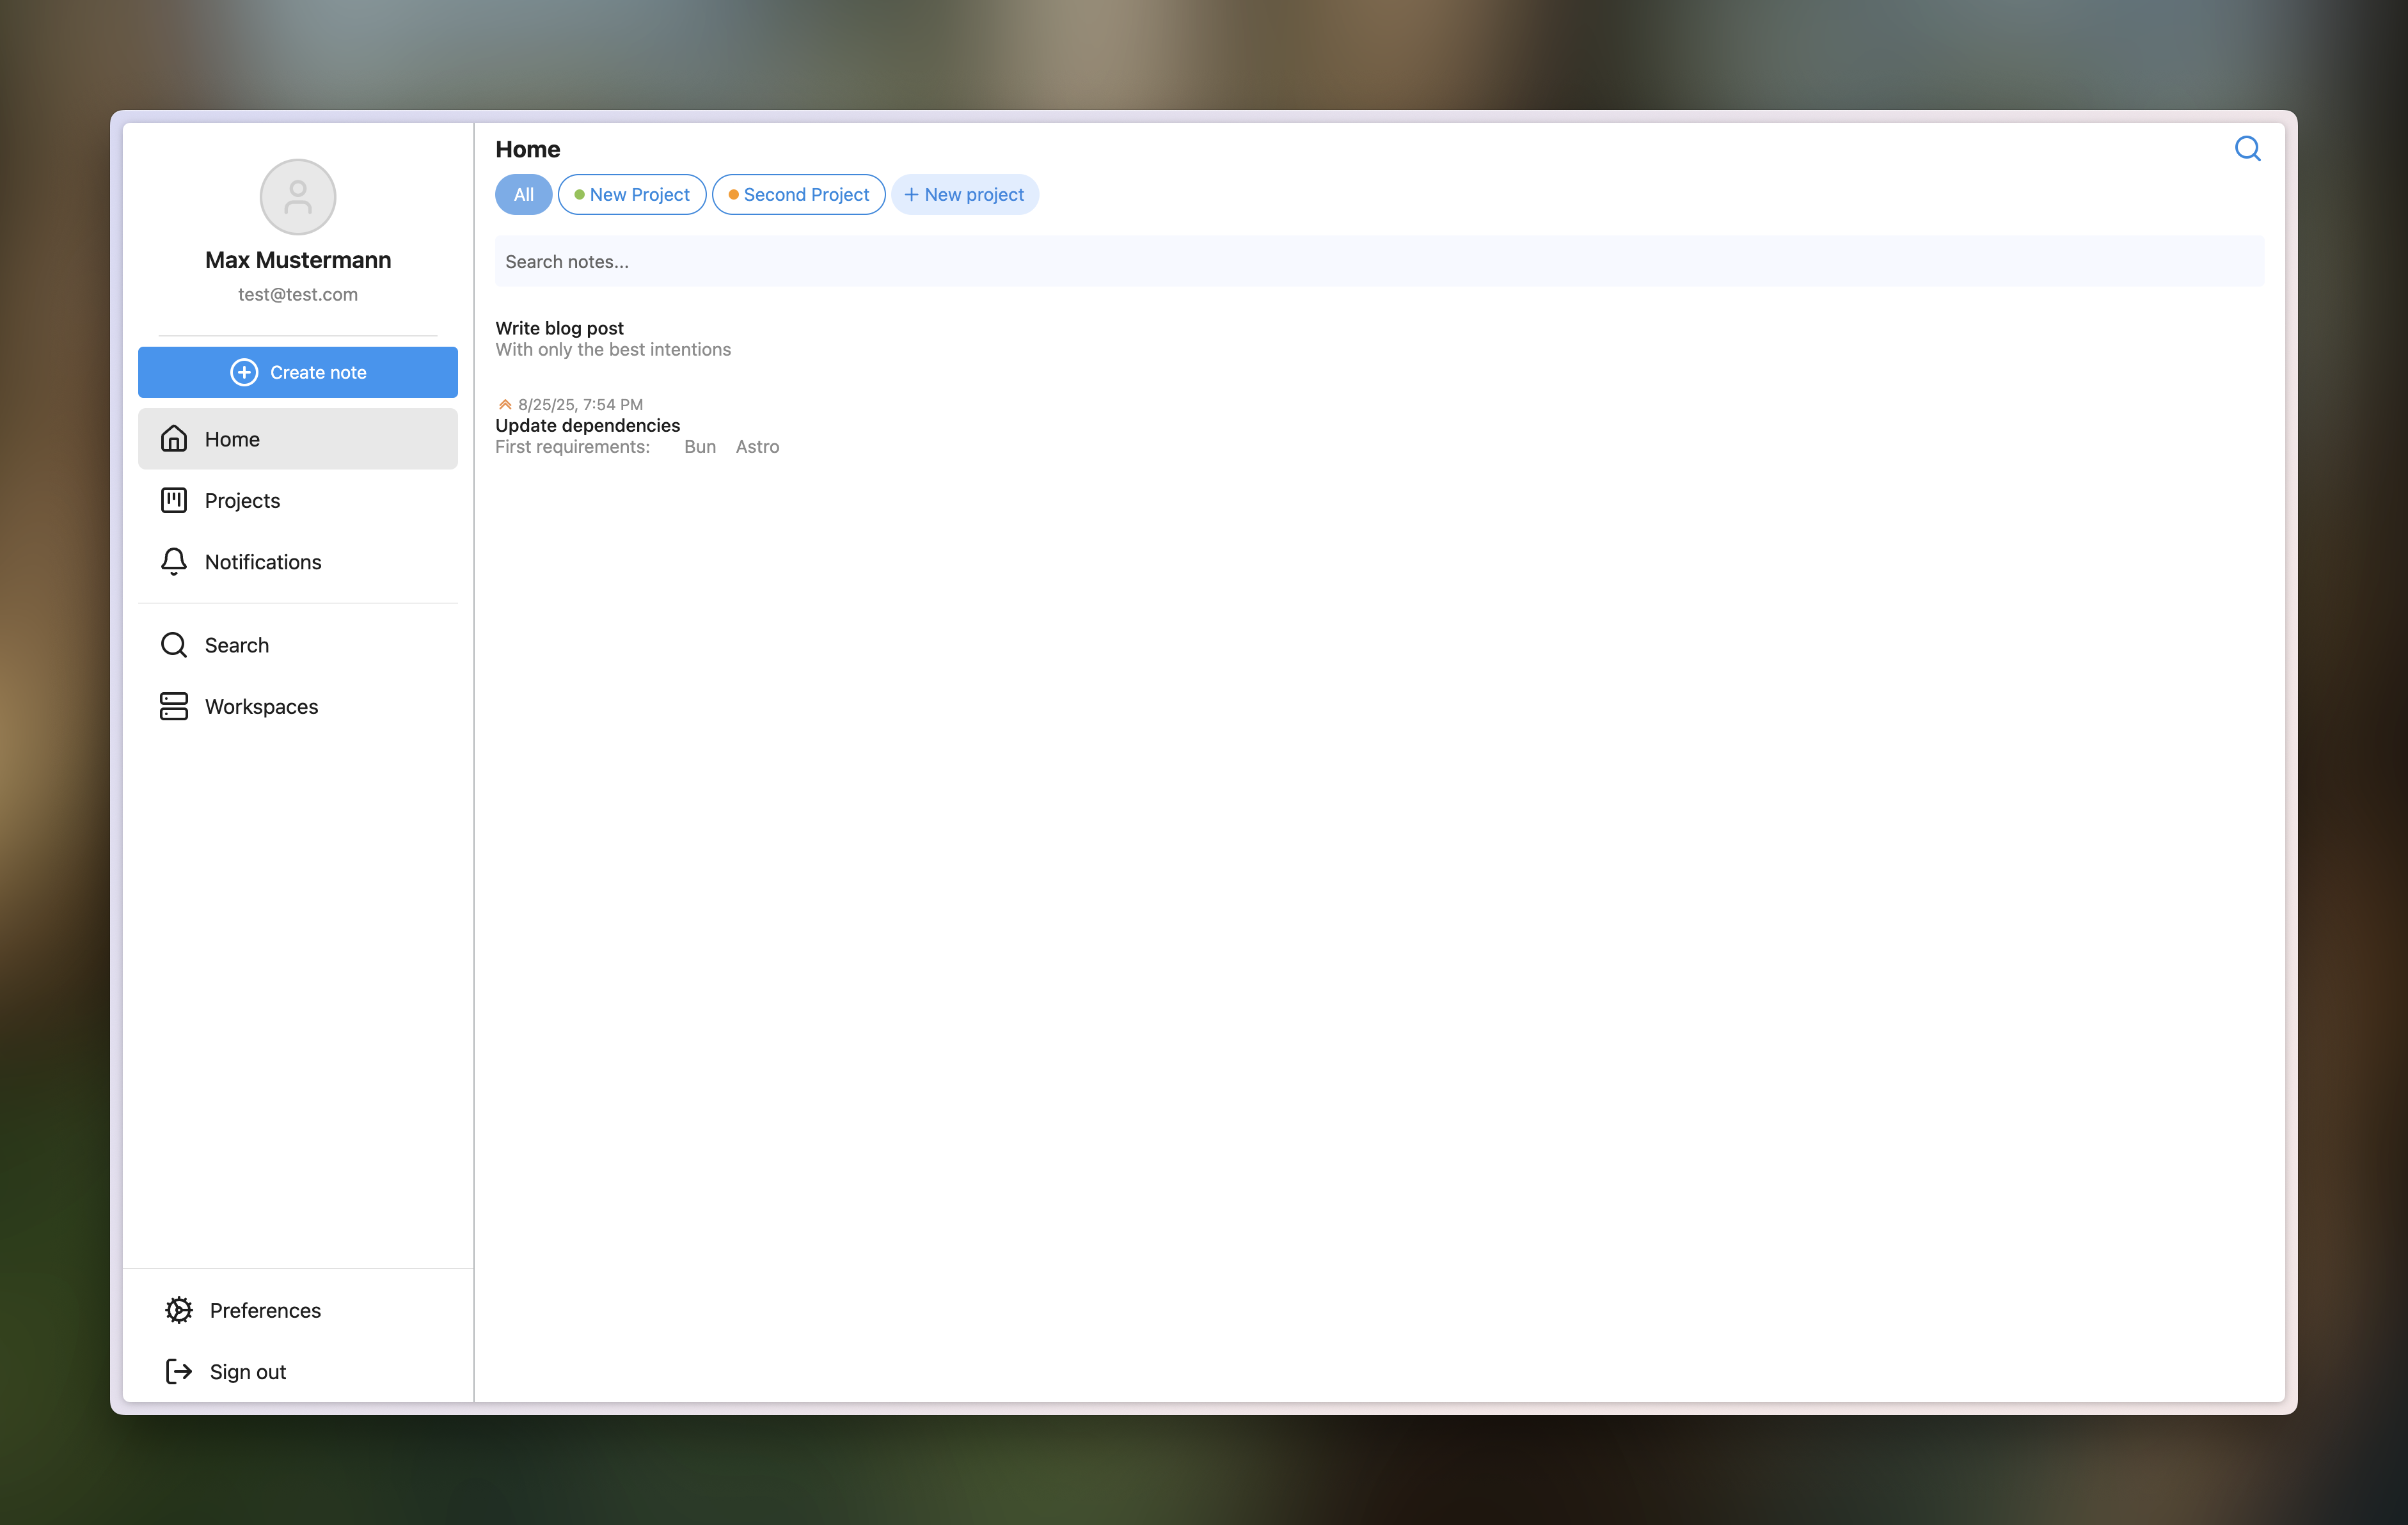 Max Mustermann
test@test.com
Create note
Home
Projects
Notifications
Search
Workspaces
Preferences
Sign out
Home
All
New Project
Second Project
+ New project
Search notes...
Write blog post
With only the best intentions
8/25/25, 7:54 PM
Update dependencies
First requirements: Bun Astro